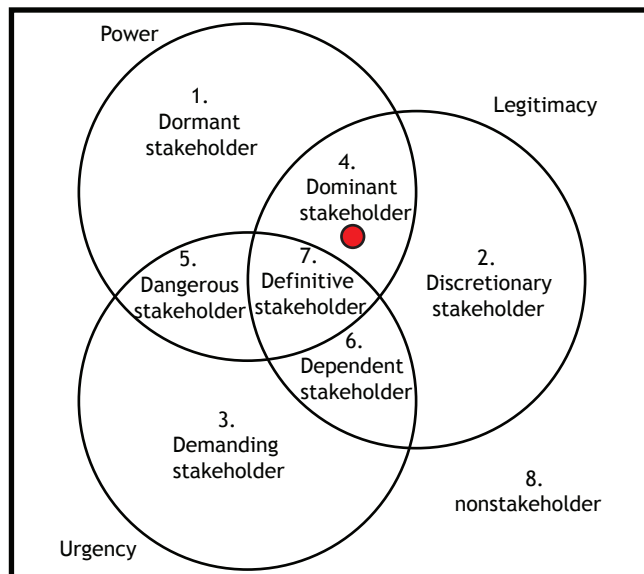 Power
1.
Dormant
stakeholder
Legitimacy
4.
Dominant
stakeholder
5.
Dangerous
stakeholder
7.
Definitive
stakeholder
2.
Discretionary
stakeholder
6.
Dependent
stakeholder
3.
Demanding
stakeholder
8.
nonstakeholder
Urgency